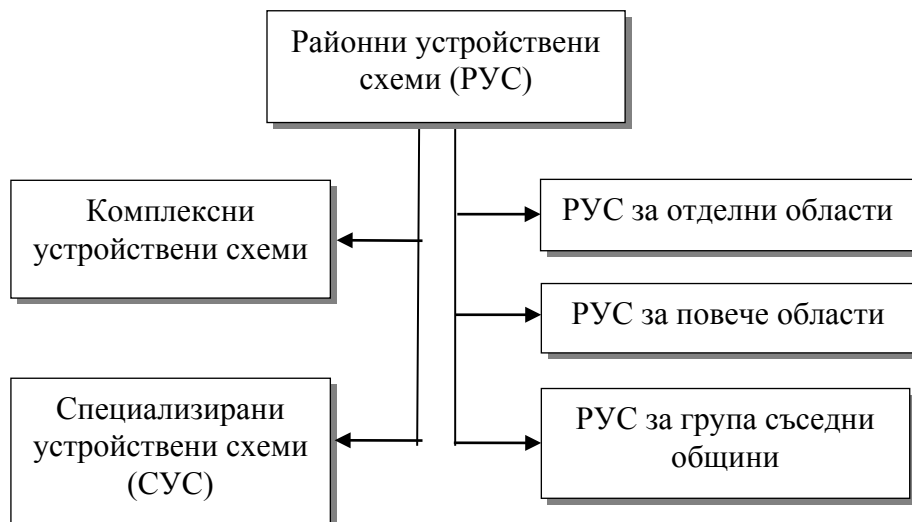 Районни устройствени
схеми (РУС)
Комплексни
устройствени схеми
Специализирани
устройствени схеми
(СУС)
РУС за отделни области
РУС за повече области
РУС за група съседни
общини